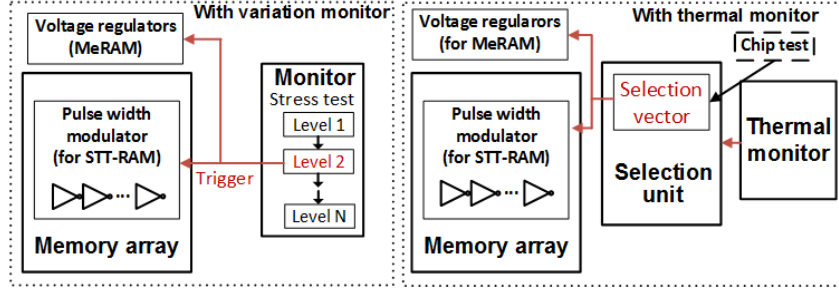 With variation monitor
Voltage regulators
(MeRAM)
Monitor
Stress test
Level 1
Level 2
Level N
Trigger
Pulse width
modulator
(for STT-RAM)
...
Memory array
With thermal monitor
Voltage regularors
(for MeRAM)
Chip test
Selection
vector
Selection
unit
Thermal
monitor
Pulse width
modulator
(for STT-RAM)
...
Memory array